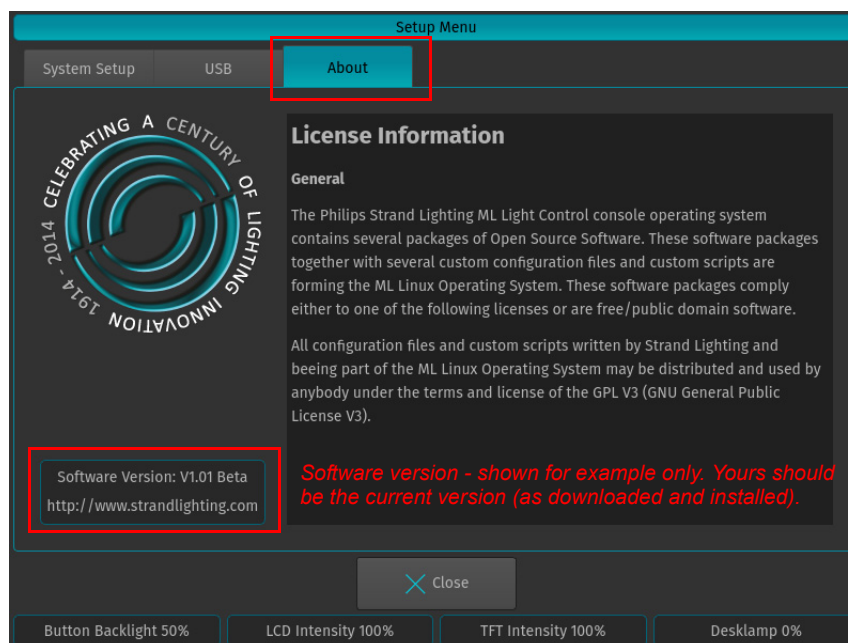 Setup Menu
System Setup
USB
About
1914 - 2014 CELEBRATING A CENTURY OF LIGHTING INNOVATION
License Information
General
The Philips Strand Lighting ML Light Control console operating system
contains several packages of Open Source Software. These software packages
together with several custom configuration files and custom scripts are
forming the ML Linux Operating System. These software packages comply
either to one of the following licenses or are free/public domain software.
All configuration files and custom scripts written by Strand Lighting and
beeing part of the ML Linux Operating System may be distributed and used by
anybody under the terms and license of the GPL V3 (GNU General Public
License V3).
Software Version: V1.01 Beta
http://www.strandlighting.com
Software version - shown for example only. Yours should
be the current version (as downloaded and installed).
Close
Button Backlight 50%
LCD Intensity 100%
TFT Intensity 100%
Desklamp 0%